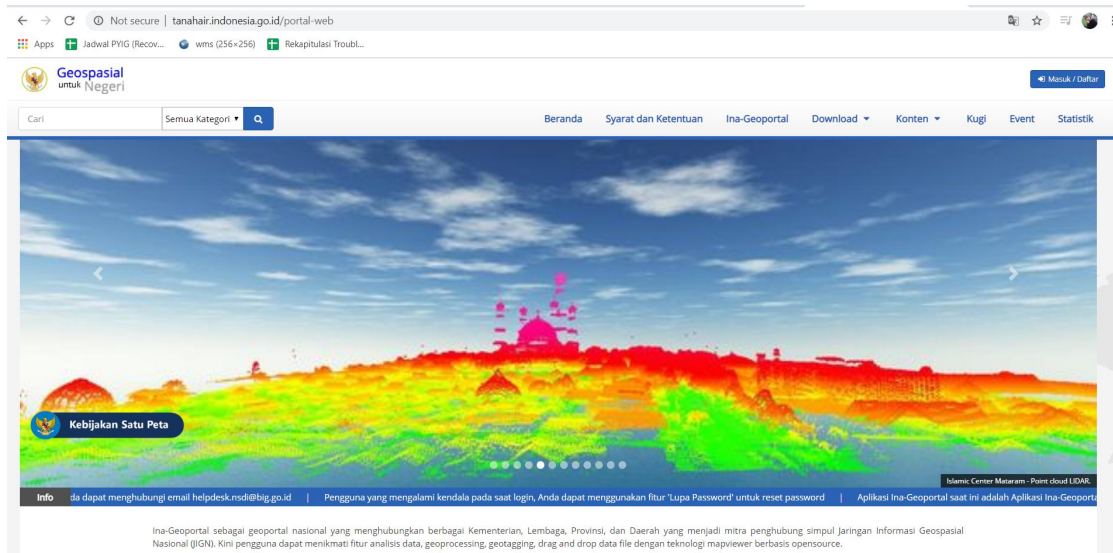 Not secure | tanahair.indonesia.go.id/portal-web
Apps Jadwal PYIG (Recov... wms (256×256) Rekapitulasi Troubl...
Geospasial
untuk Negeri
Masuk / Daftar
Cari Semua Kategori Beranda Syarat dan Ketentuan Ina-Geoportal Download Konten Kugi Event Statistik
Kebijakan Satu Peta
Islamic Center Mataram - Point cloud LIDAR.
Info da dapat menghubungi email helpdesk.nsdi@big.go.id | Pengguna yang mengalami kendala pada saat login, Anda dapat menggunakan fitur 'Lupa Password' untuk reset password | Aplikasi Ina-Geoportal saat ini adalah Aplikasi Ina-Geoporta
Ina-Geoportal sebagai geoportal nasional yang menghubungkan berbagai Kementerian, Lembaga, Provinsi, dan Daerah yang menjadi mitra penghubung simpul Jaringan Informasi Geospasial
Nasional (JIGN). Kini pengguna dapat menikmati fitur analisis data, geoprocessing, geotagging, drag and drop data file dengan teknologi mapviewer berbasis opensource.